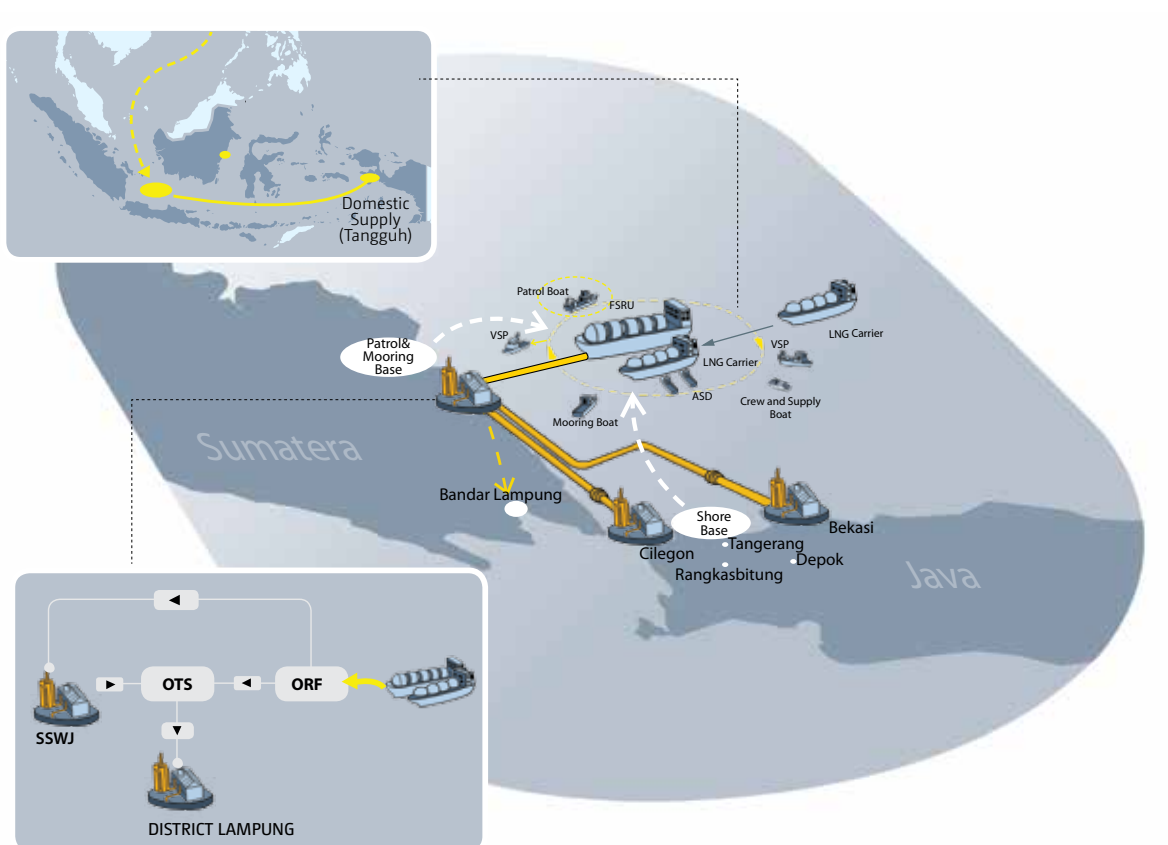 Domestic
Supply
(Tangguh)
Patrol Boat
FSRU
VSP
LNG Carrier
Patrol&
Mooring
Base
VSP
LNG Carrier
ASD
Crew and Supply
Boat
Mooring Boat
Sumatera
Bandar Lampung
Shore
Base
Bekasi
Tangerang
Cilegon
Depok
Rangkasbitung
Java
OTS
ORF
SSWJ
DISTRICT LAMPUNG